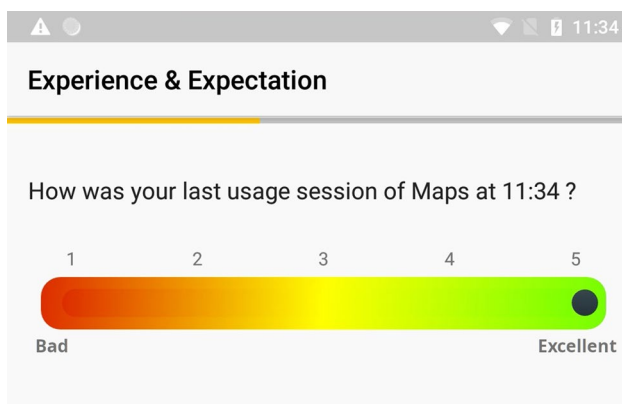 11:34
Experience & Expectation
How was your last usage session of Maps at 11:34 ?
1 2 3 4 5
Bad Excellent